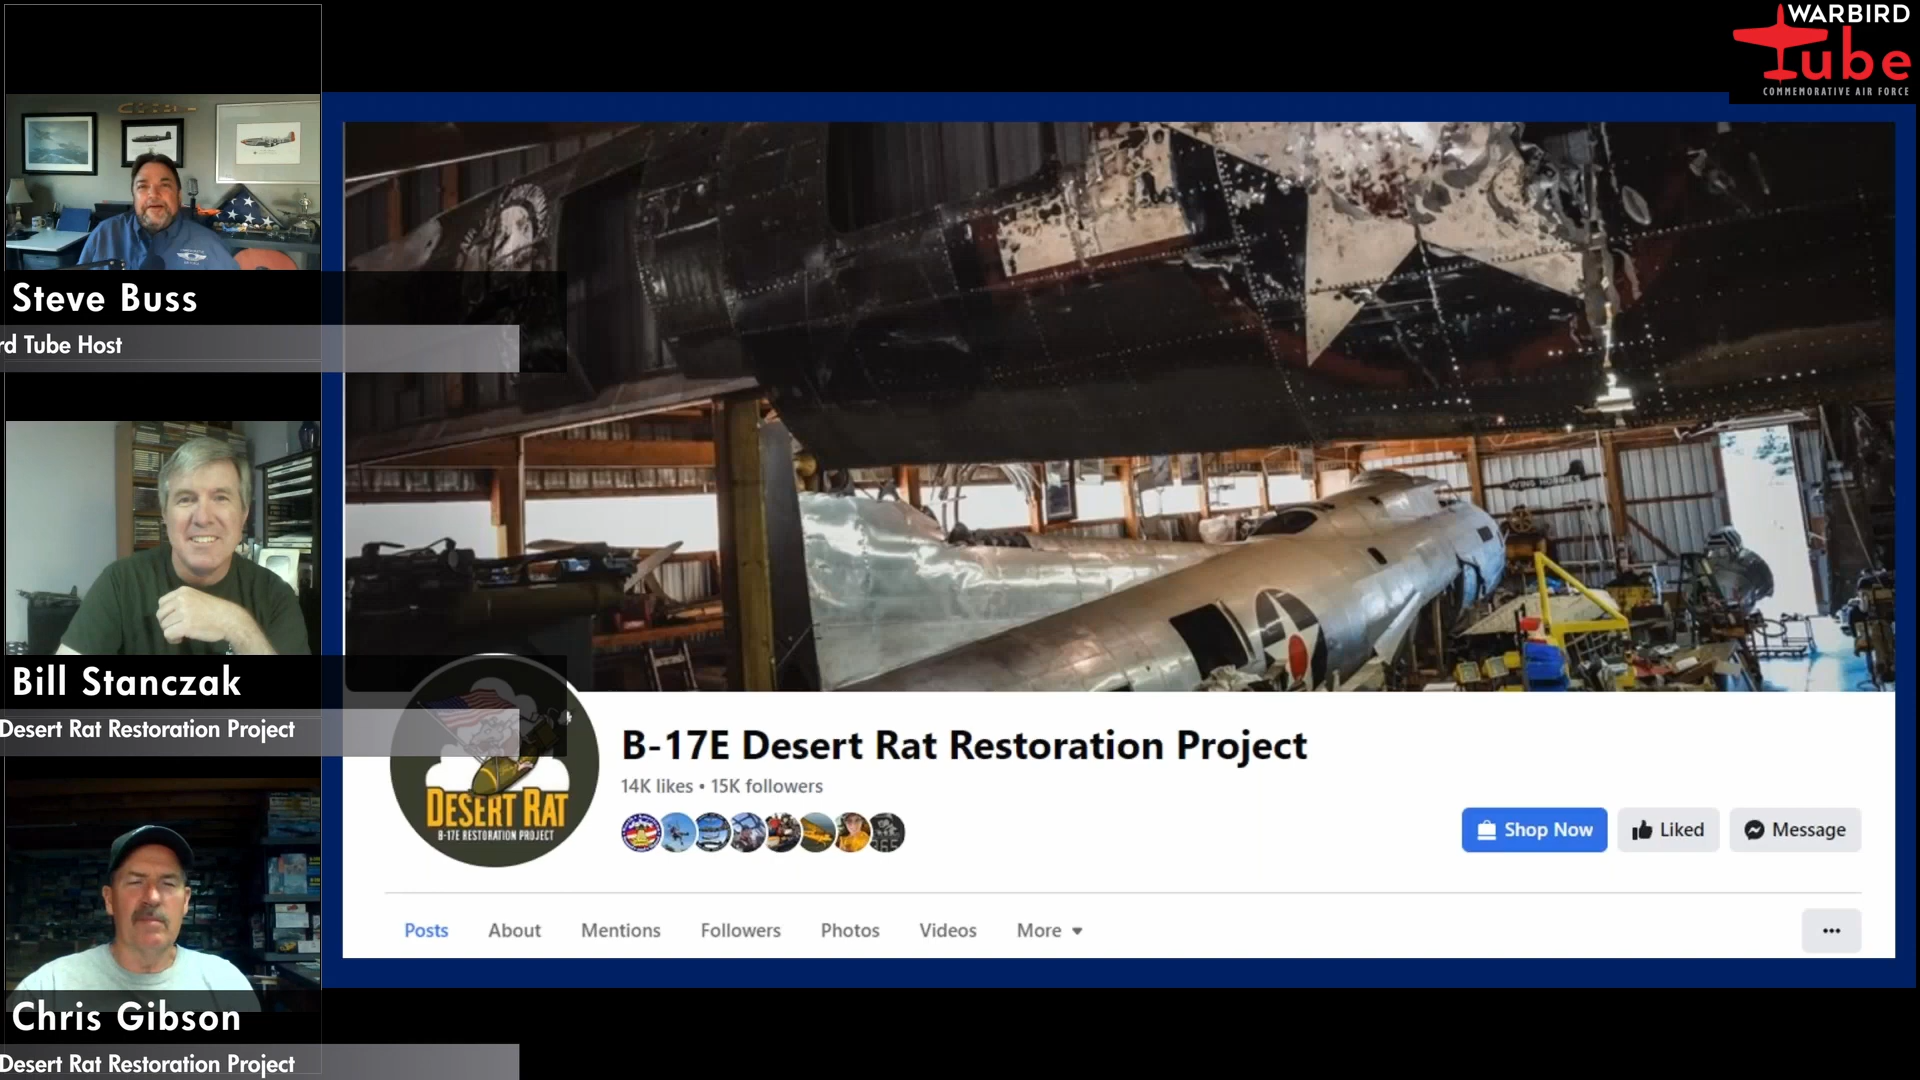 WARBIRD
Tube
COMMEMORATIVE AIR FORCE
Steve Buss
rd Tube Host
Bill Stanczak
Desert Rat Restoration Project
Chris Gibson
Desert Rat Restoration Project
WING HOBBIES
DESERT RAT
B-17E RESTORATION PROJECT
B-17E Desert Rat Restoration Project
14K likes • 15K followers
Shop Now
Liked
Message
Posts
About
Mentions
Followers
Photos
Videos
More